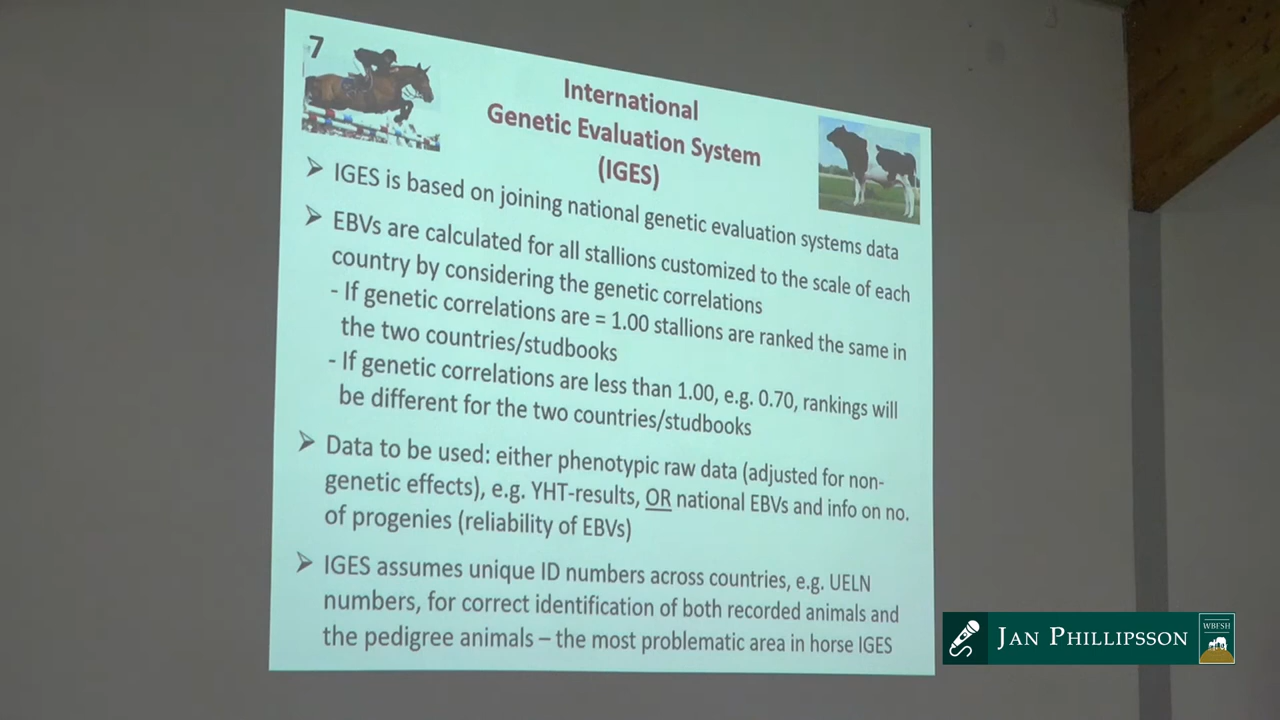 7
International
Genetic Evaluation System
(IGES)
➢ IGES is based on joining national genetic evaluation systems data
➢ EBVs are calculated for all stallions customized to the scale of each
country by considering the genetic correlations
- If genetic correlations are = 1.00 stallions are ranked the same in
the two countries/studbooks
- If genetic correlations are less than 1.00, e.g. 0.70, rankings will
be different for the two countries/studbooks
➢ Data to be used: either phenotypic raw data (adjusted for non-
genetic effects), e.g. YHT-results, OR national EBVs and info on no.
of progenies (reliability of EBVs)
➢ IGES assumes unique ID numbers across countries, e.g. UELN
numbers, for correct identification of both recorded animals and
the pedigree animals – the most problematic area in horse IGES
JAN PHILLIPSSON
WBFSH